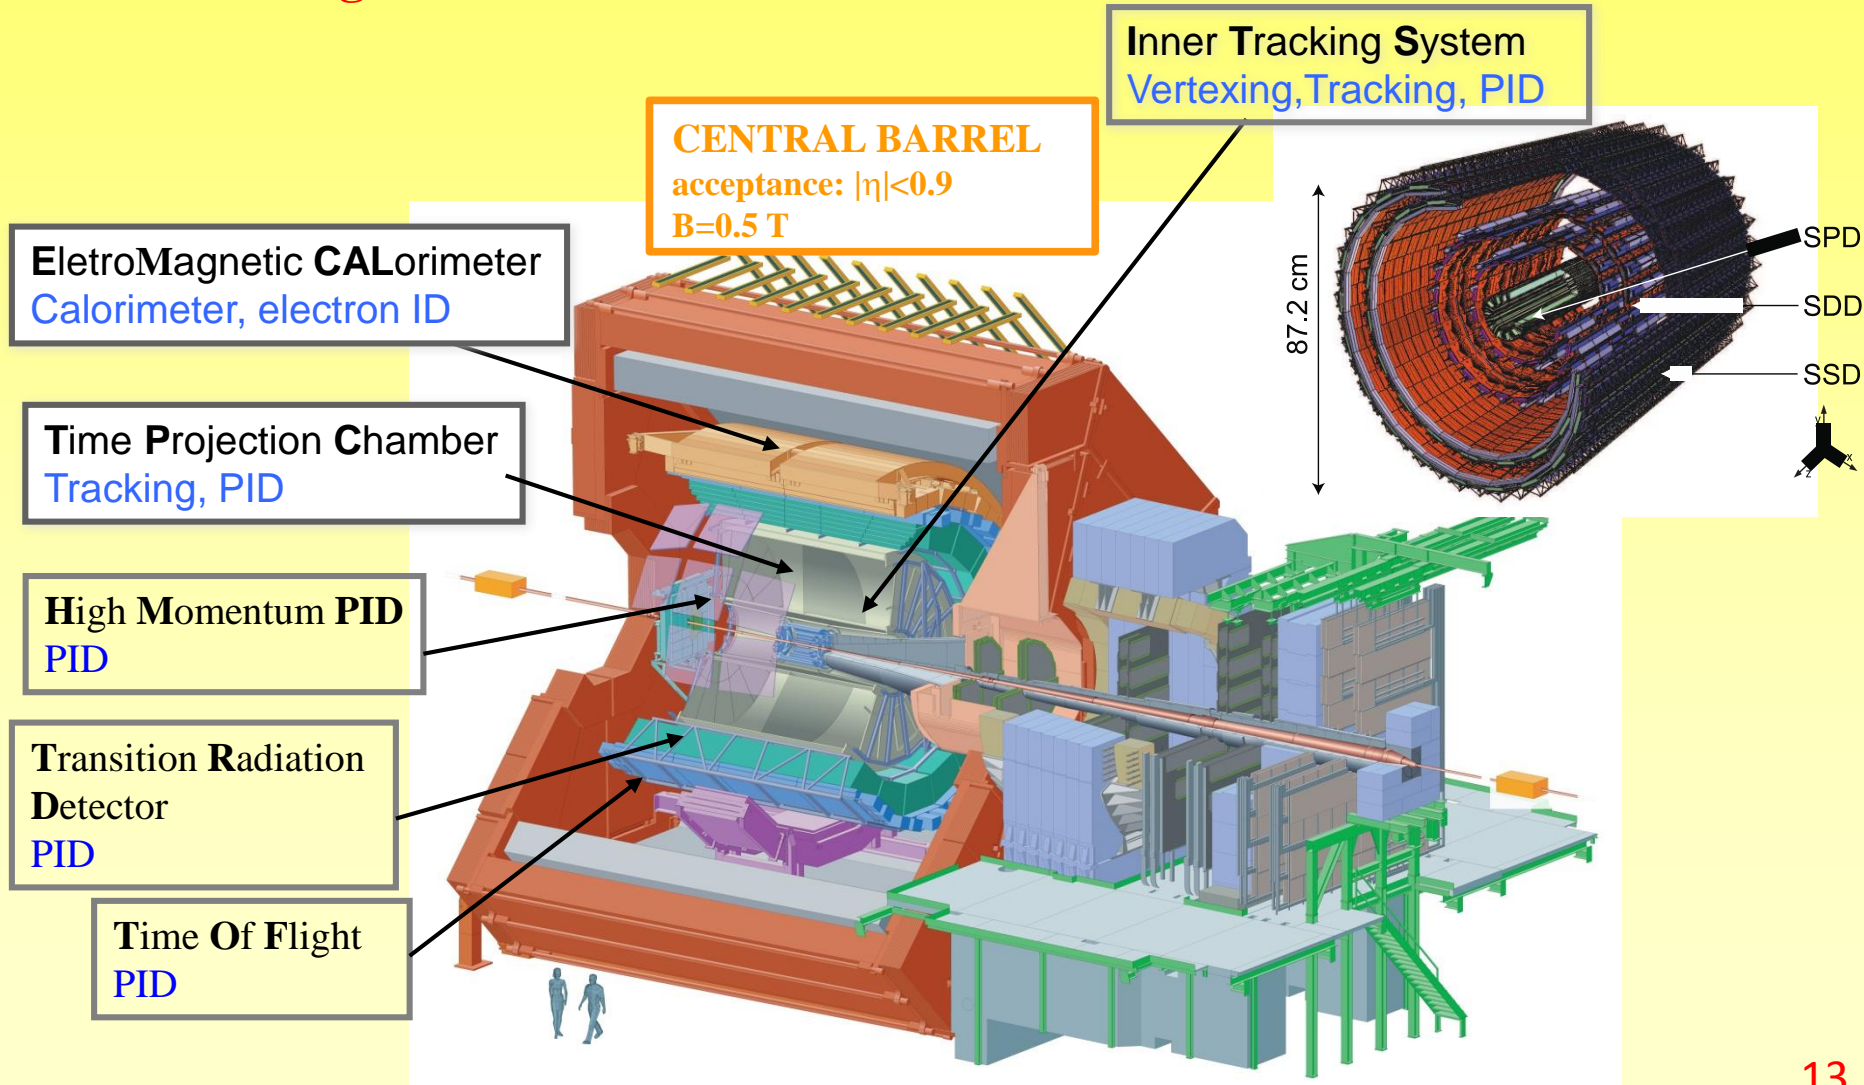 Inner Tracking System
Vertexing,Tracking, PID
CENTRAL BARREL
acceptance: |η|<0.9
B=0.5 T
EletroMagnetic CALorimeter
Calorimeter, electron ID
Time Projection Chamber
Tracking, PID
High Momentum PID
PID
Transition Radiation
Detector
PID
Time Of Flight
PID
87.2 cm
SPD
SDD
SSD
y
x
z
13